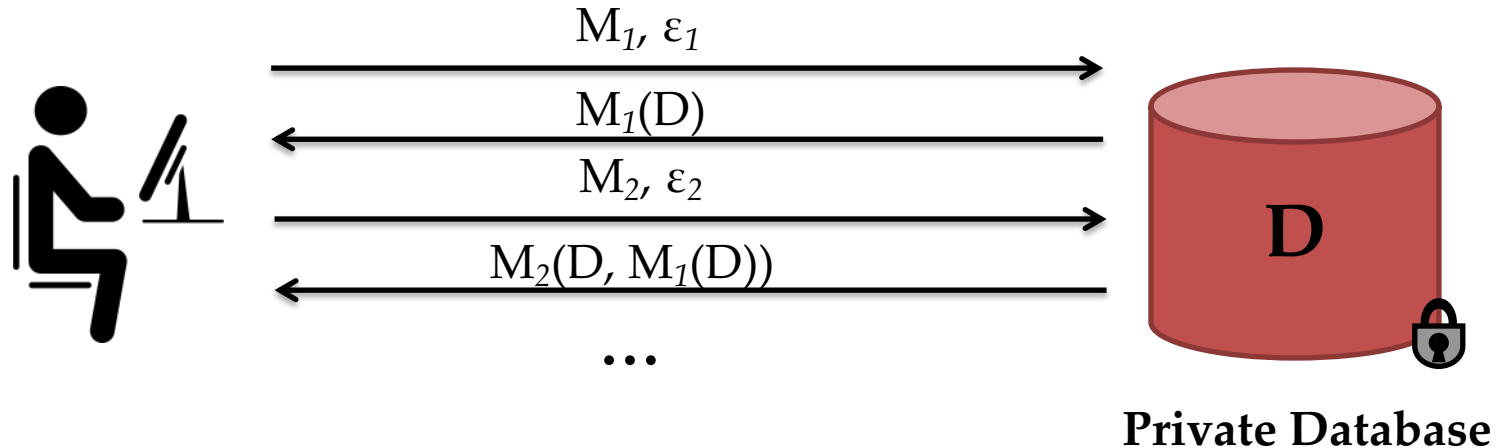 M₁, ε₁
M₁(D)
M₂, ε₂
M₂(D, M₁(D))
...
D
Private Database